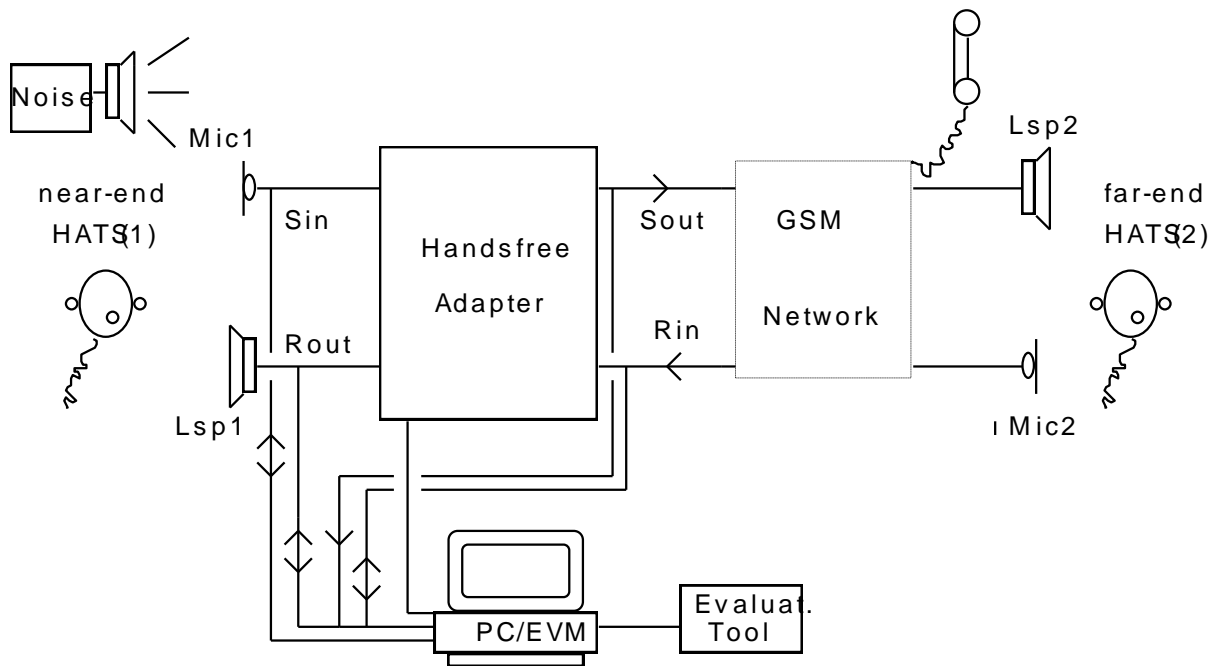 Noise
Mic1
near-end
HATS(1)
Sin
Rout
Lsp1
Handsfree
Adapter
Sout
Rin
GSM
Network
Lsp2
far-end
HATS(2)
Mic2
PC/EVM
Evaluat.
Tool